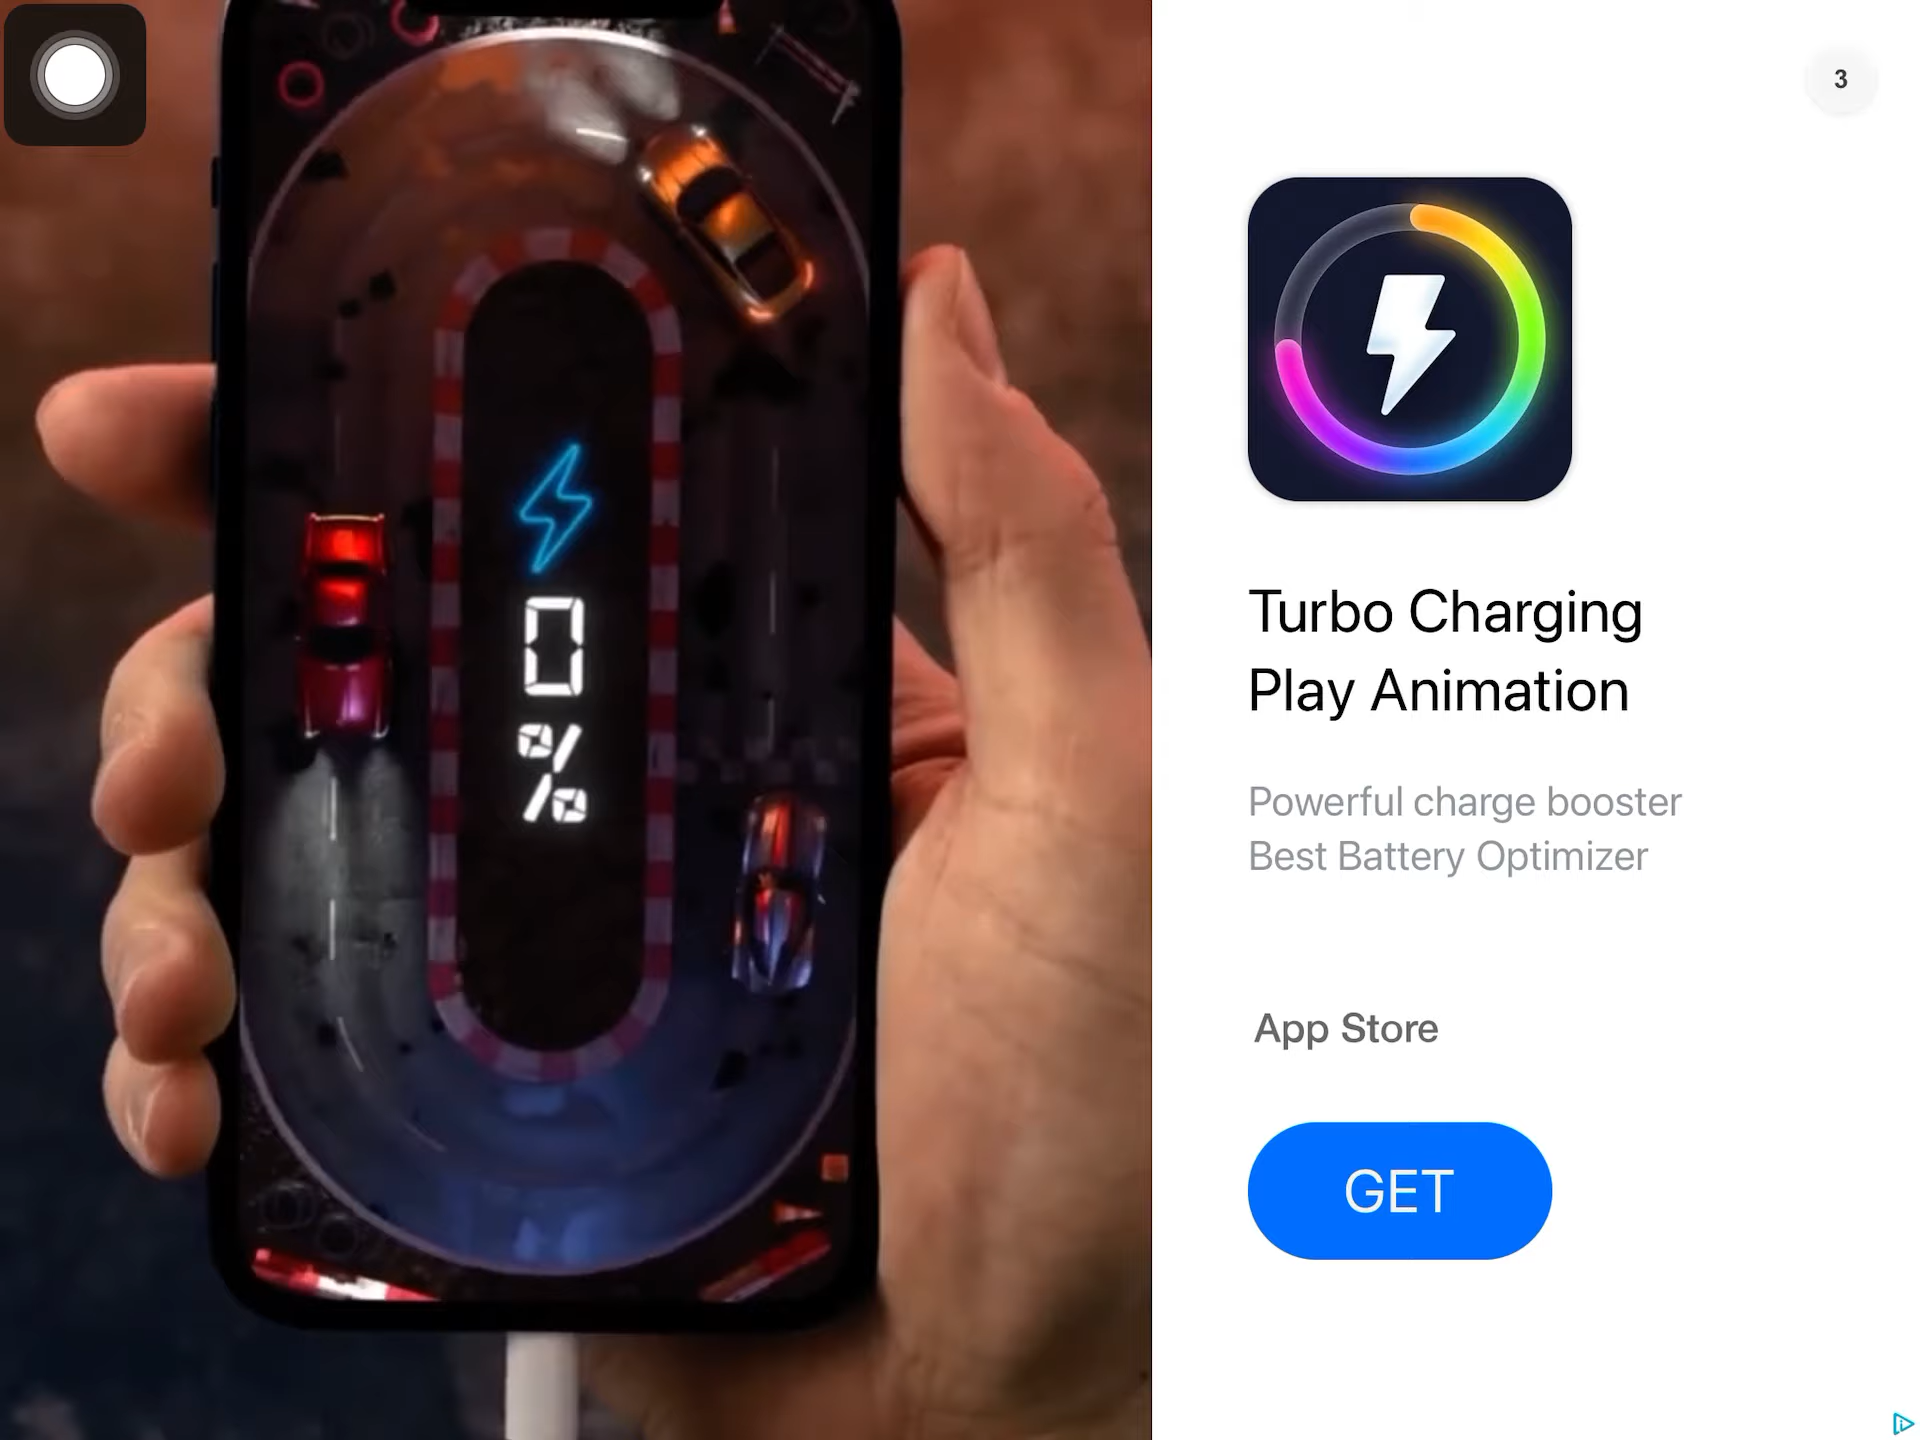 0
%
3
Turbo Charging
Play Animation
Powerful charge booster
Best Battery Optimizer
App Store
GET